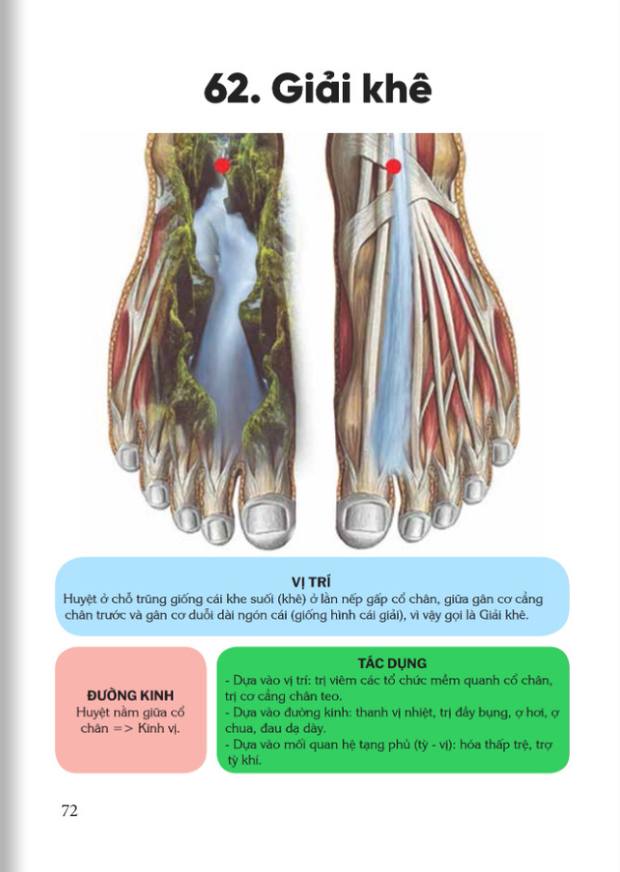 62. Giải khê
VỊ TRÍ
Huyệt ở chỗ trũng giống cái khe suối (khê) ở lằn nếp gấp cổ chân, giữa gân cơ cẳng
chân trước và gân cơ duỗi dài ngón cái (giống hình cái giải), vì vậy gọi là Giải khê.
ĐƯỜNG KINH
Huyệt nằm giữa cổ
chân => Kinh vị.
TÁC DỤNG
- Dựa vào vị trí: trị viêm các tổ chức mềm quanh cổ chân,
trị cơ cẳng chân teo.
- Dựa vào đường kinh: thanh vị nhiệt, trị đầy bụng, ợ hơi, ợ
chua, đau dạ dày.
- Dựa vào mối quan hệ tạng phủ (tỳ - vị): hóa thấp trệ, trợ
tỳ khí.
72